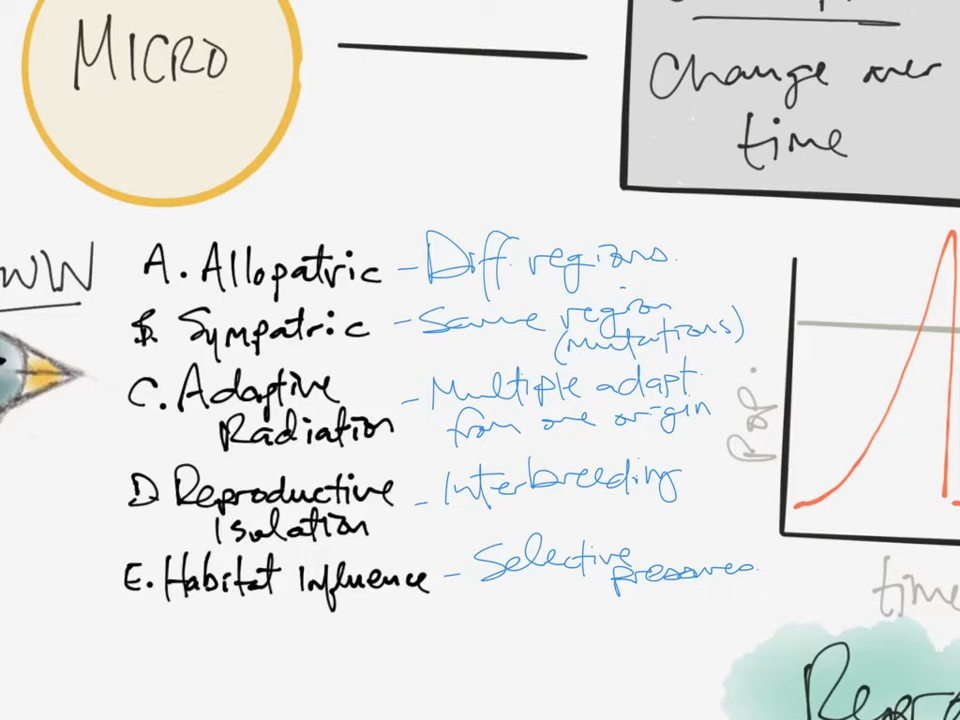 MICRO
Change over
time
A. Allopatric - Diff. regions.
B. Sympatric - Same region
(mutations)
C. Adaptive
Radiation - Multiple adapt.
from one origin
D Reproductive
Isolation - Interbreeding
E. Habitat Influence - Selective
pressures.
Pop.
time